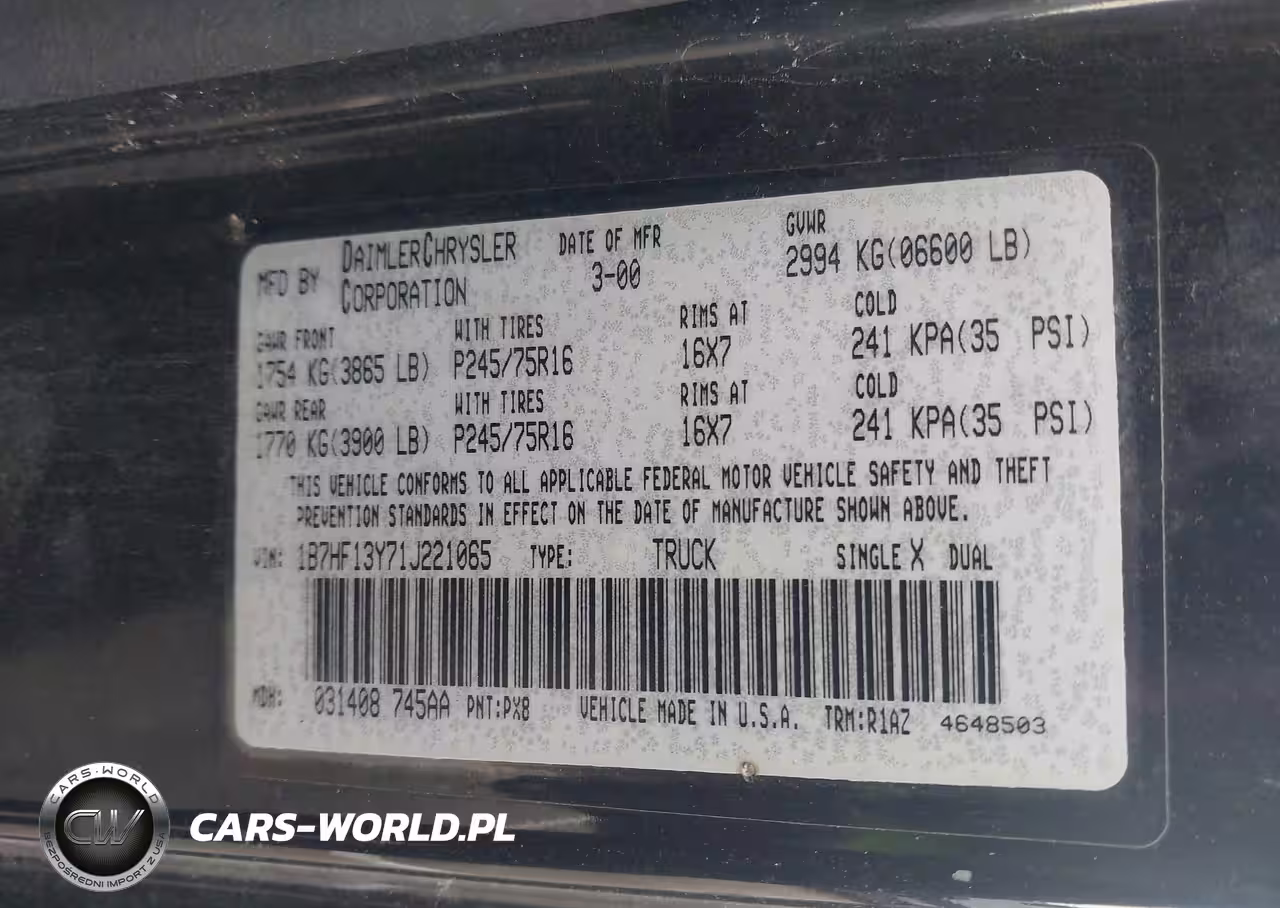 MFD BY DAIMLERCHRYSLER CORPORATION DATE OF MFR 3-00 GVWR 2994 KG(06600 LB)
GAWR FRONT WITH TIRES RIMS AT COLD
1754 KG(3865 LB) P245/75R16 16X7 241 KPA(35 PSI)
GAWR REAR WITH TIRES RIMS AT COLD
1770 KG(3900 LB) P245/75R16 16X7 241 KPA(35 PSI)
THIS VEHICLE CONFORMS TO ALL APPLICABLE FEDERAL MOTOR VEHICLE SAFETY AND THEFT
PREVENTION STANDARDS IN EFFECT ON THE DATE OF MANUFACTURE SHOWN ABOVE.
VIN: 1B7HF13Y71J221065 TYPE: TRUCK SINGLE X DUAL
MDH: 031408 745AA PNT:PX8 VEHICLE MADE IN U.S.A. TRM:R1AZ 4648503
CARS-WORLD
CW
BEZPOŚREDNI IMPORT Z USA
CARS-WORLD.PL